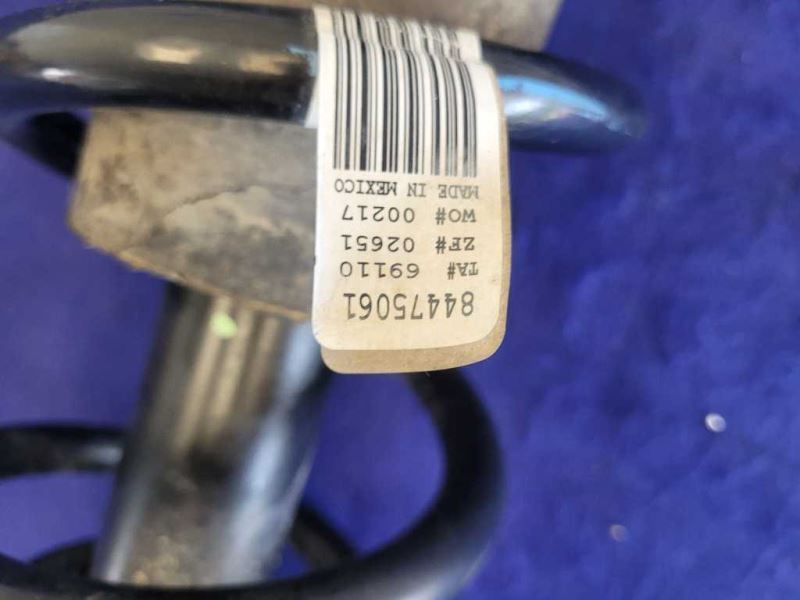 84475061
TA# 69110
ZF# 02651
WO# 00217
MADE IN MEXICO